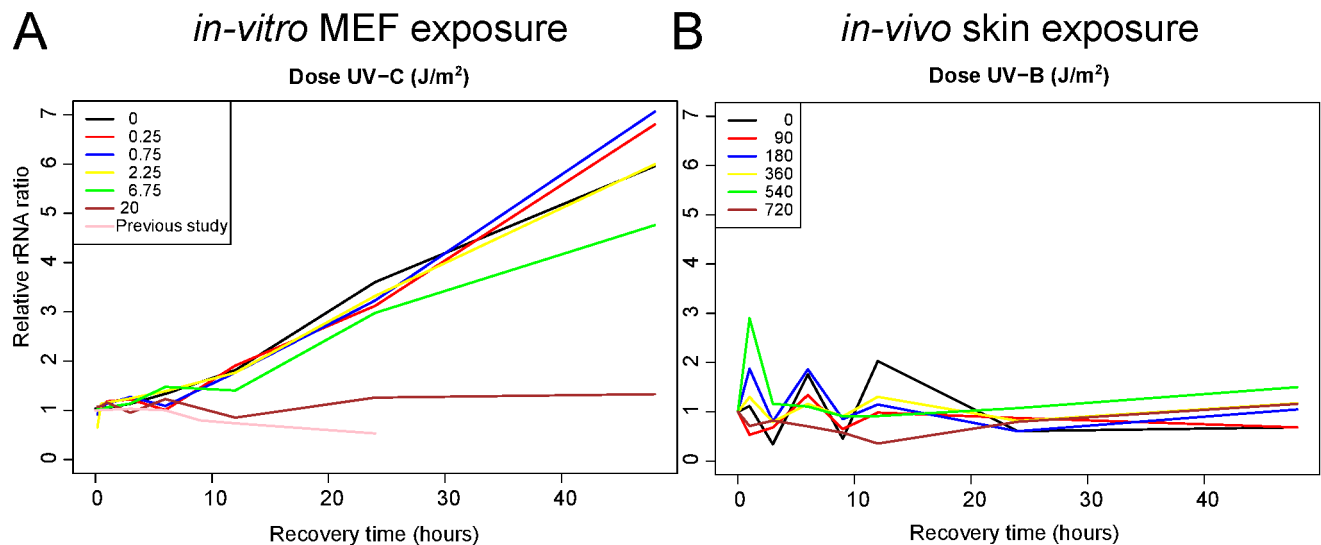 A
in-vitro MEF exposure
Dose UV−C (J/m²)
0
0.25
0.75
2.25
6.75
20
Previous study
Relative rRNA ratio
7
6
5
4
3
2
1
0
0 10 20 30 40
Recovery time (hours)
B
in-vivo skin exposure
Dose UV−B (J/m²)
0
90
180
360
540
720
7
6
5
4
3
2
1
0
0 10 20 30 40
Recovery time (hours)